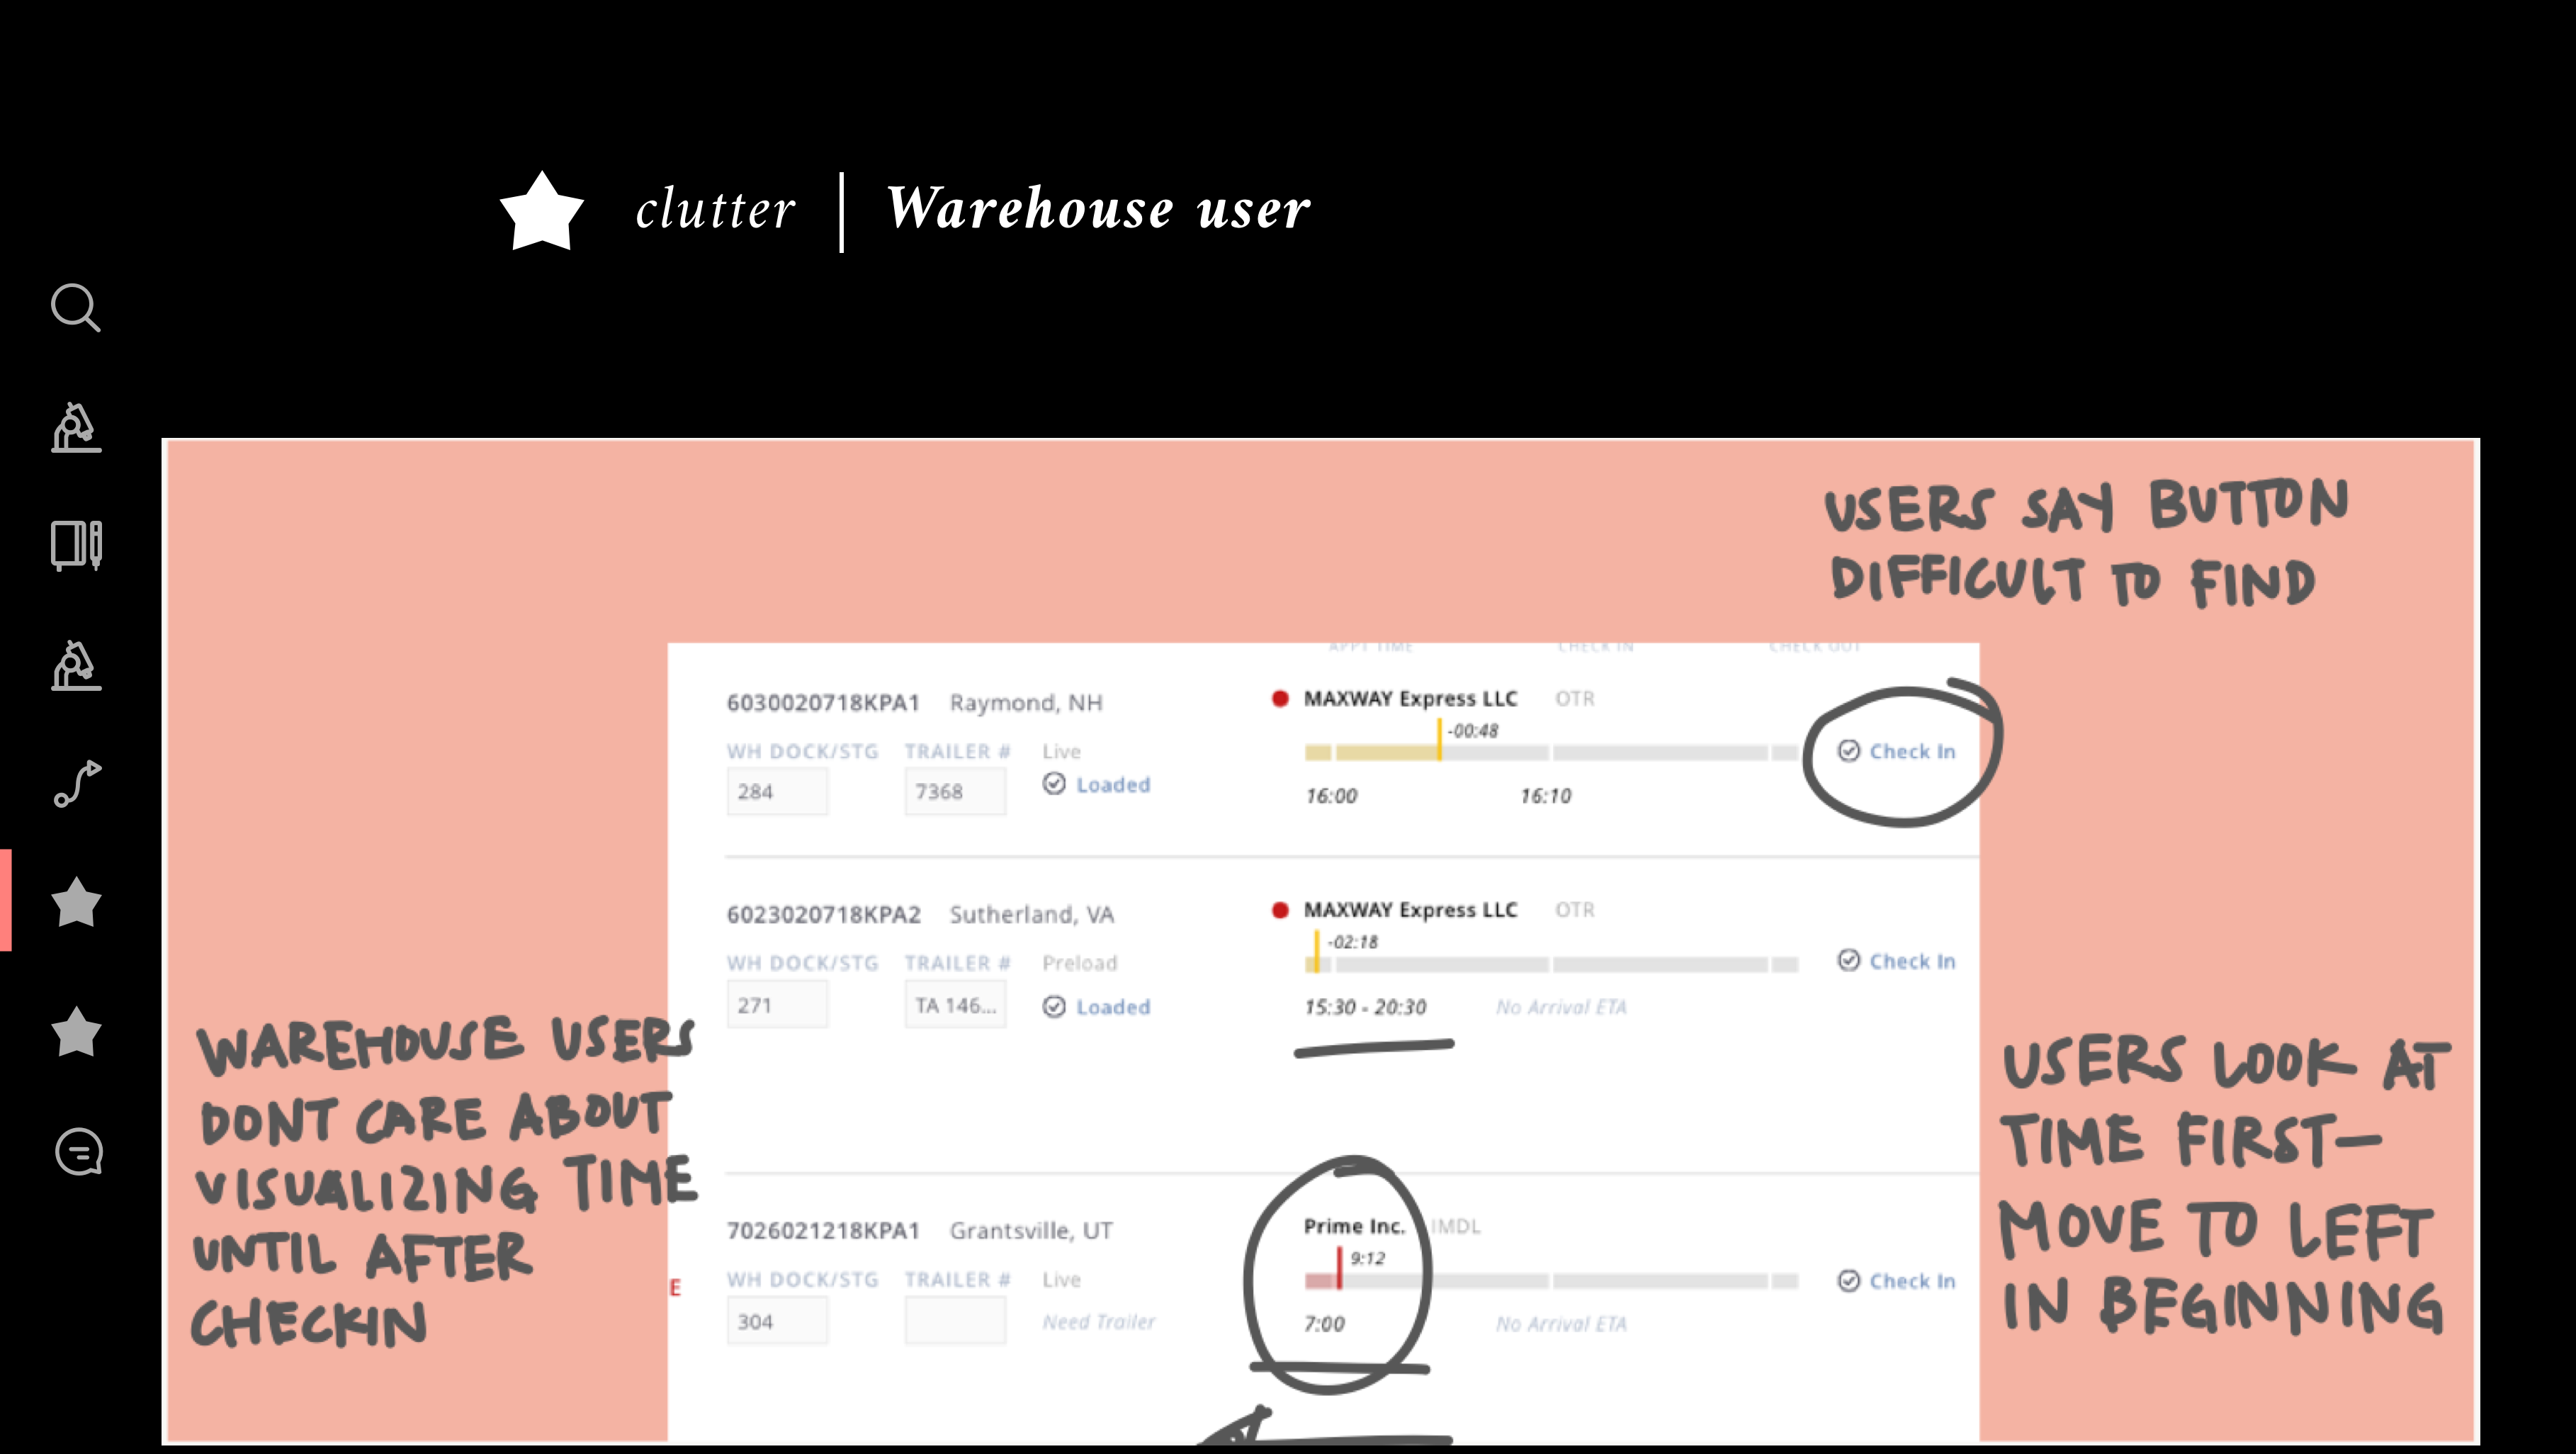 clutter | Warehouse user
USERS SAY BUTTON
DIFFICULT TO FIND
APPT TIME CHECK IN CHECK OUT
6030020718KPA1 Raymond, NH MAXWAY Express LLC OTR
-00:48
WH DOCK/STG TRAILER # Live Check In
284 7368 Loaded 16:00 16:10
6023020718KPA2 Sutherland, VA MAXWAY Express LLC OTR
-02:18
WH DOCK/STG TRAILER # Preload Check In
271 TA 146... Loaded 15:30 - 20:30 No Arrival ETA
WAREHOUSE USERS
DONT CARE ABOUT
VISUALIZING TIME
UNTIL AFTER
CHECKIN
7026021218KPA1 Grantsville, UT Prime Inc. IMDL
9:12
E WH DOCK/STG TRAILER # Live Check In
304 Need Trailer 7:00 No Arrival ETA
USERS LOOK AT
TIME FIRST—
MOVE TO LEFT
IN BEGINNING